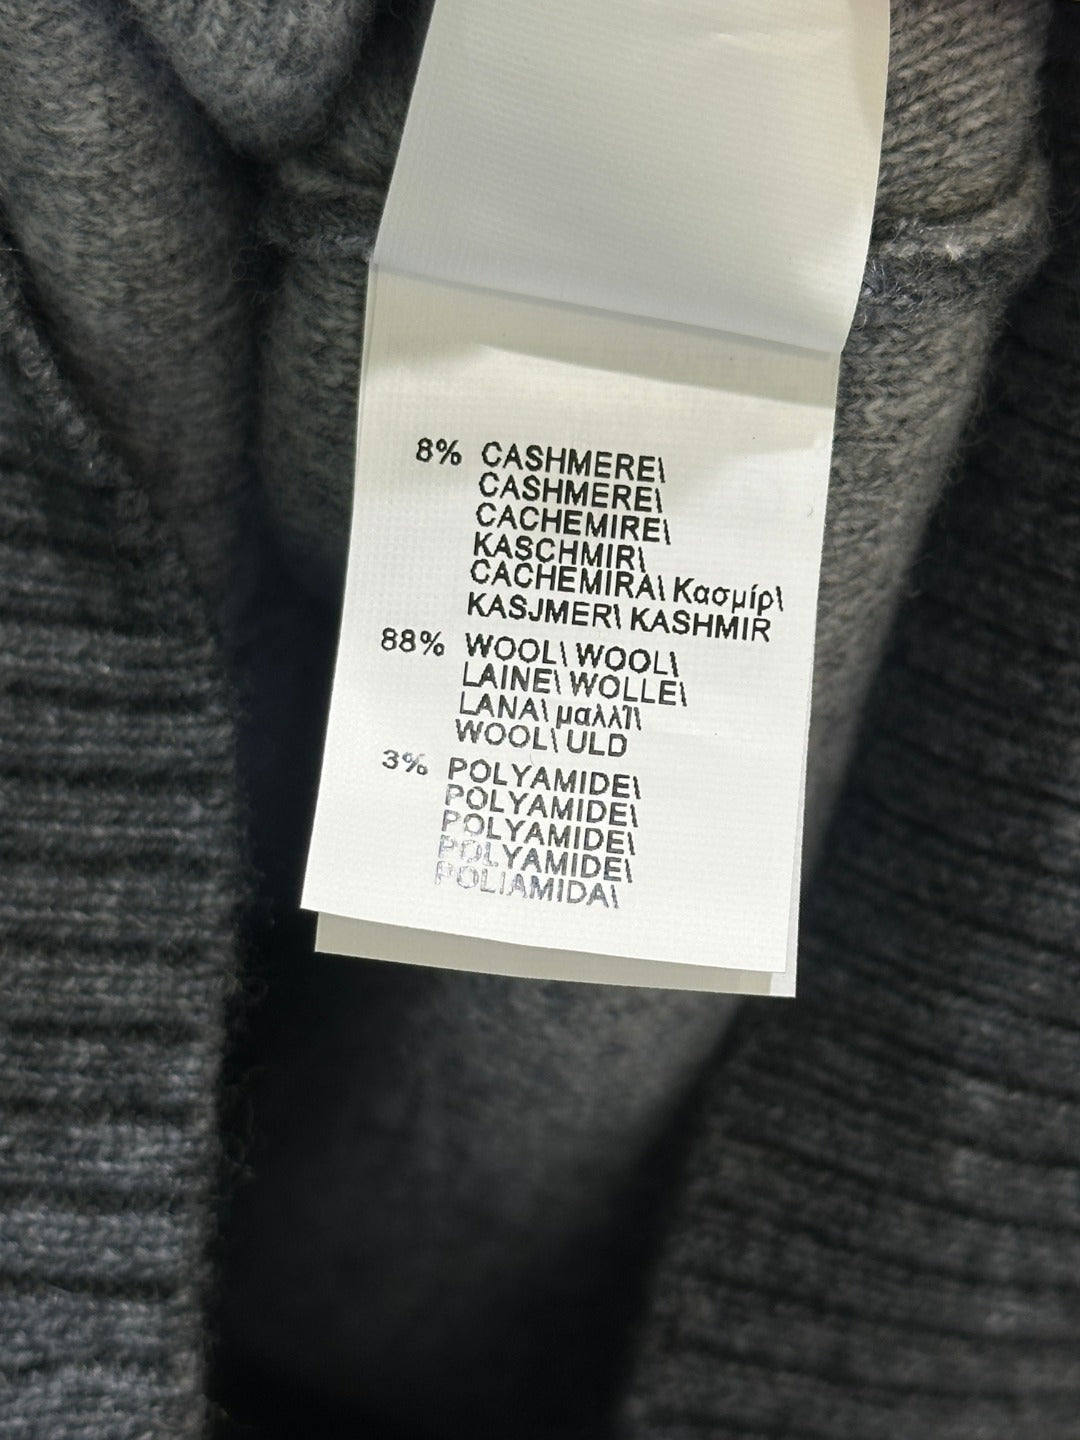 8% CASHMERE\
CASHMERE\
CACHEMIRE\
KASCHMIR\
CACHEMIRA\ Κασμίρ\
KASJMER\ KASHMIR
88% WOOL\ WOOL\
LAINE\ WOLLE\
LANA\ μαλλί\
WOOL\ ULD
3% POLYAMIDE\
POLYAMIDE\
POLYAMIDE\
POLYAMIDE\
POLIAMIDA\